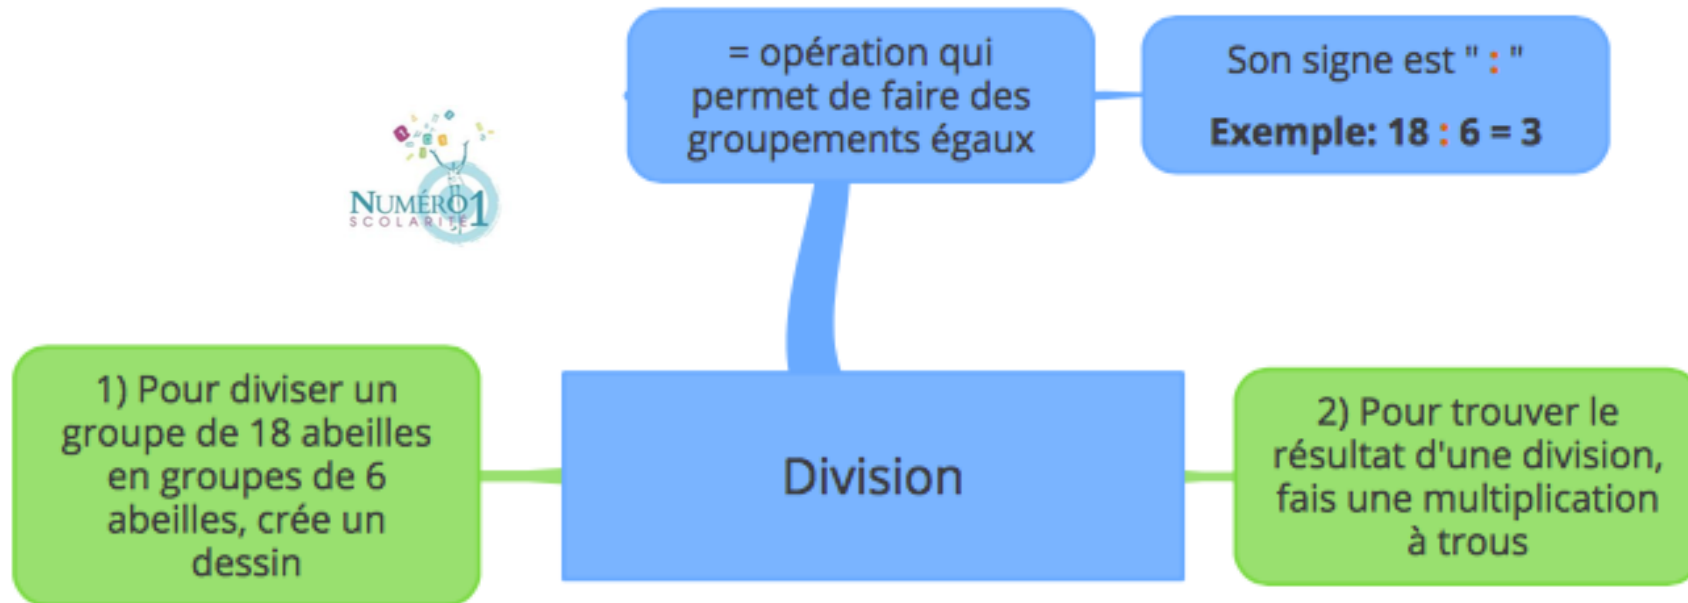 = opération qui
permet de faire des
groupements égaux
Son signe est " : "
Exemple: 18 : 6 = 3
NUMÉRO1
SCOLARITÉ
1) Pour diviser un
groupe de 18 abeilles
en groupes de 6
abeilles, crée un
dessin
Division
2) Pour trouver le
résultat d'une division,
fais une multiplication
à trous